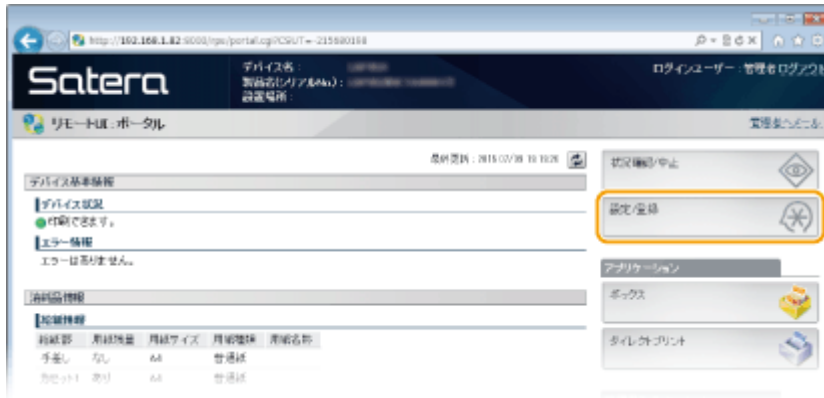 http://192.168.1.82:8000/rps/portal.cgi?CSUT=-215680198
Satera
デバイス名:
製品名(シリアルNo):
設置場所:
ログインユーザー: 管理者 ログアウト
リモートUI: ポータル
管理者へメール
最終更新:
デバイス基本情報
デバイス状況
印刷できます。
エラー情報
エラーはありません。
消耗品情報
給紙情報
給紙部 用紙残量 用紙サイズ 用紙種類 用紙名称
手差し なし A4 普通紙
カセット1 あり A4 普通紙
状況確認/中止
設定/登録
アプリケーション
ボックス
ダイレクトプリント